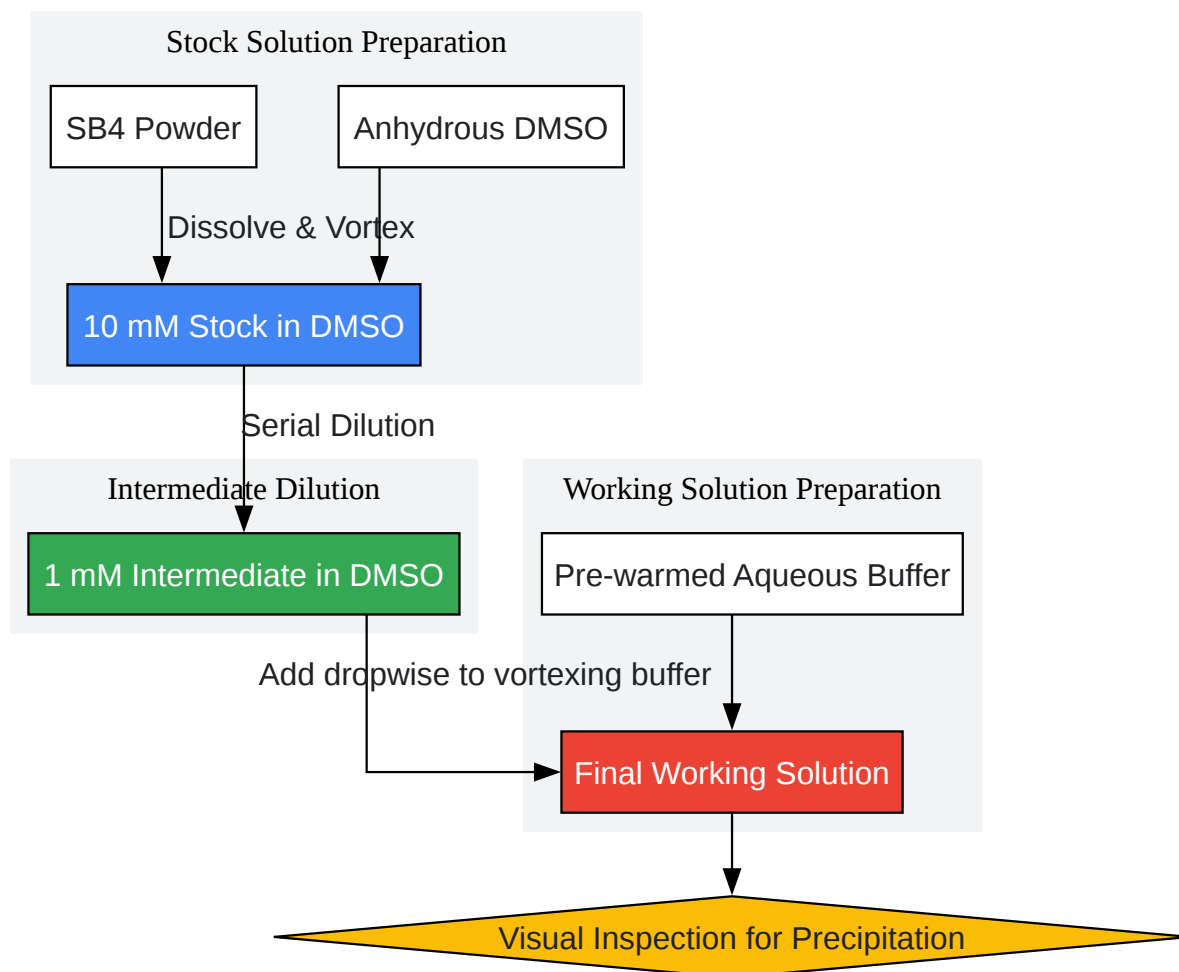 Stock Solution Preparation
SB4 Powder
Anhydrous DMSO
Dissolve & Vortex
10 mM Stock in DMSO
Serial Dilution
Intermediate Dilution
Working Solution Preparation
1 mM Intermediate in DMSO
Pre-warmed Aqueous Buffer
Add dropwise to vortexing buffer
Final Working Solution
Visual Inspection for Precipitation